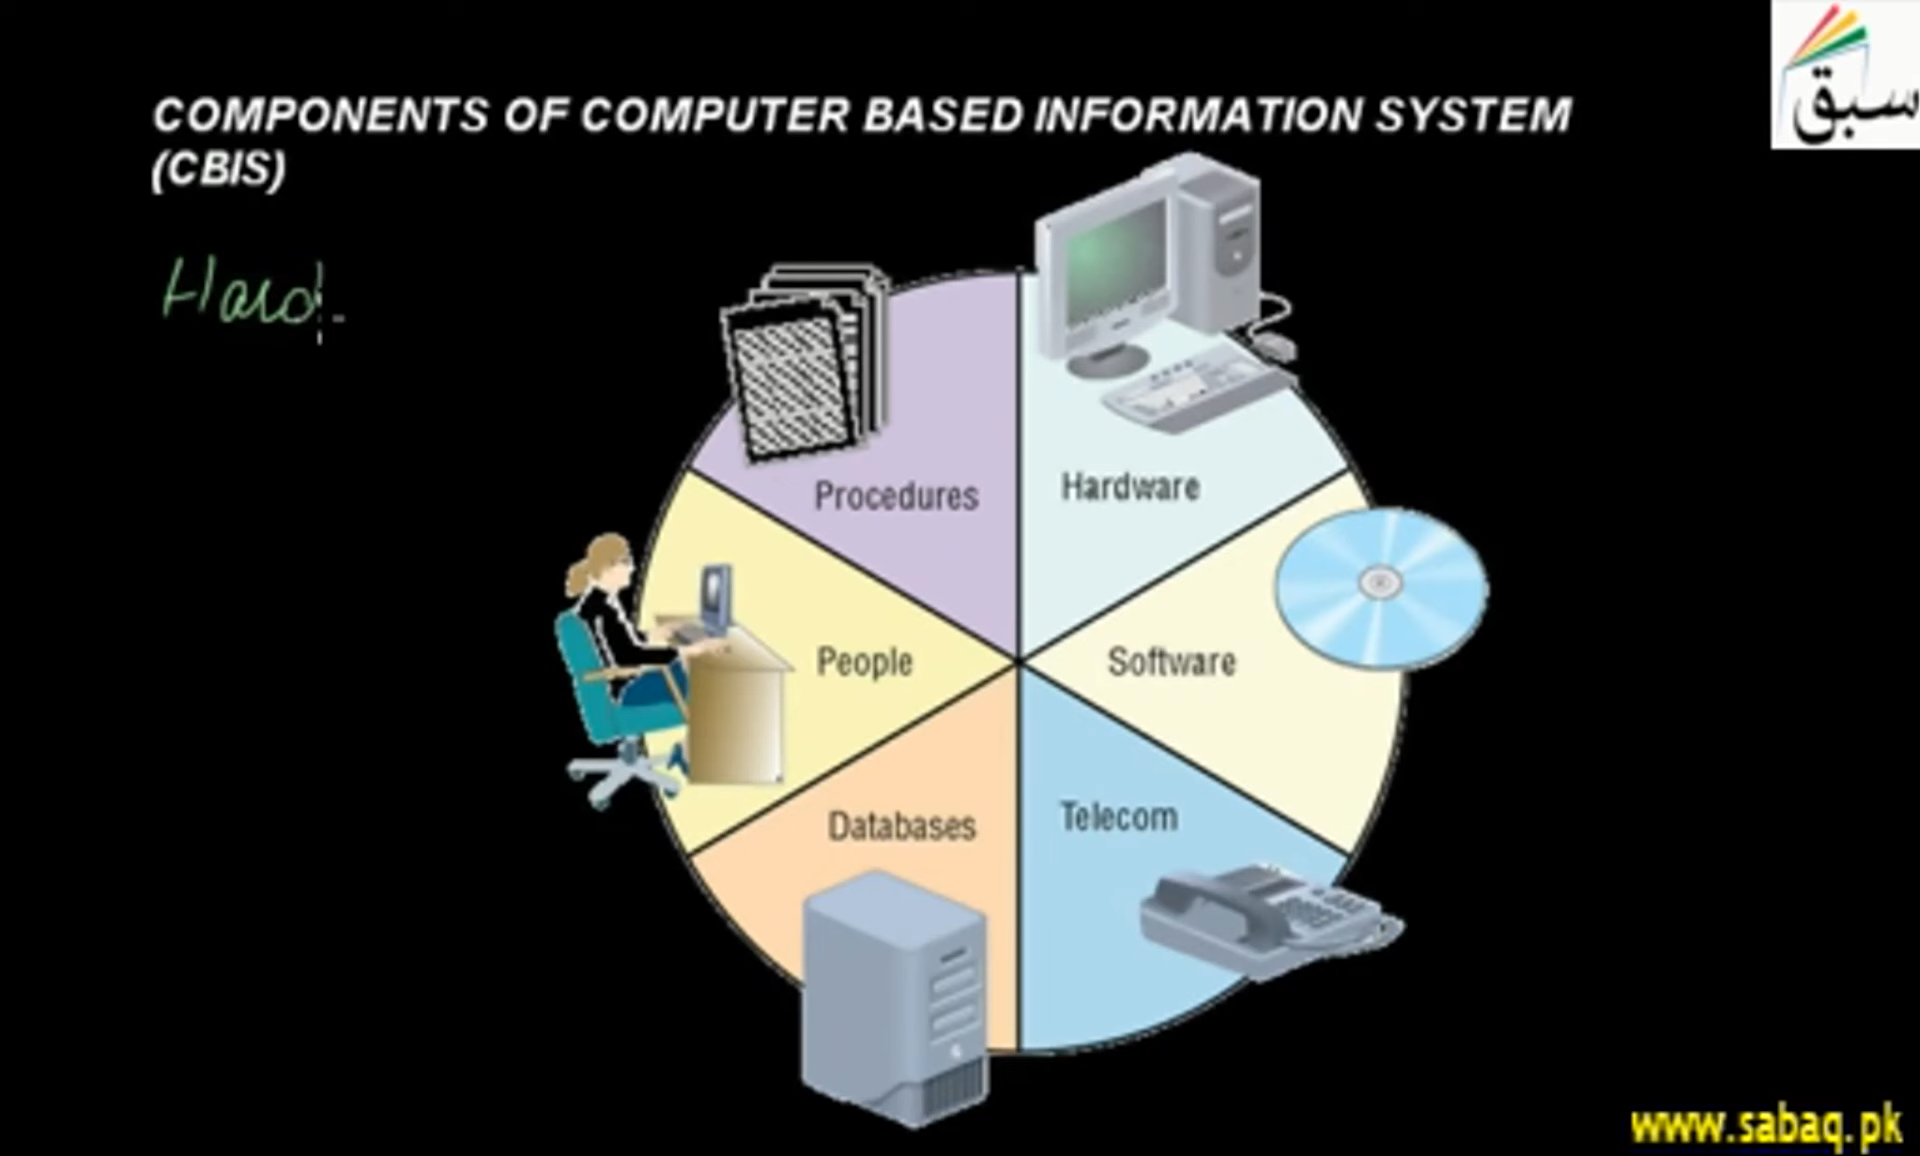 COMPONENTS OF COMPUTER BASED INFORMATION SYSTEM
(CBIS)
سبق
Hard
Procedures
Hardware
People
Software
Databases
Telecom
www.sabaq.pk